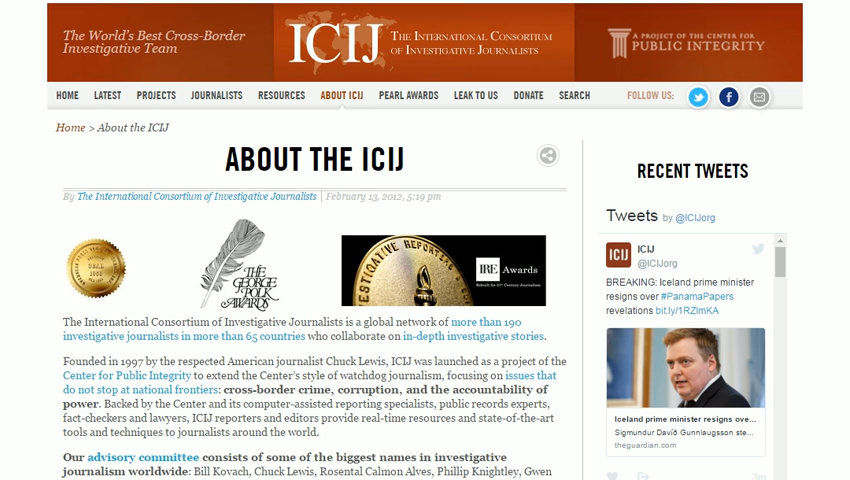 The World's Best Cross-Border
Investigative Team
ICIJ
The International Consortium
of Investigative Journalists
A PROJECT OF THE CENTER FOR
PUBLIC INTEGRITY
HOME LATEST PROJECTS JOURNALISTS RESOURCES ABOUT ICIJ PEARL AWARDS LEAK TO US DONATE SEARCH FOLLOW US:
Home > About the ICIJ
ABOUT THE ICIJ
By The International Consortium of Investigative Journalists | February 13, 2012, 5:19 pm
THE
GEORGE
POLK
AWARDS
INVESTIGATIVE REPORTING
IRE Awards
The International Consortium of Investigative Journalists is a global network of more than 190
investigative journalists in more than 65 countries who collaborate on in-depth investigative stories.
Founded in 1997 by the respected American journalist Chuck Lewis, ICIJ was launched as a project of the
Center for Public Integrity to extend the Center's style of watchdog journalism, focusing on issues that
do not stop at national frontiers: cross-border crime, corruption, and the accountability of
power. Backed by the Center and its computer-assisted reporting specialists, public records experts,
fact-checkers and lawyers, ICIJ reporters and editors provide real-time resources and state-of-the-art
tools and techniques to journalists around the world.
Our advisory committee consists of some of the biggest names in investigative
journalism worldwide: Bill Kovach, Chuck Lewis, Rosental Calmon Alves, Phillip Knightley, Gwen
RECENT TWEETS
Tweets by @ICIJorg
ICIJ
ICIJ
@ICIJorg
BREAKING: Iceland prime minister
resigns over #PanamaPapers
revelations bit.ly/1RZlmKA
Iceland prime minister resigns ove...
Sigmundur Davíð Gunnlaugsson ste...
theguardian.com
3m